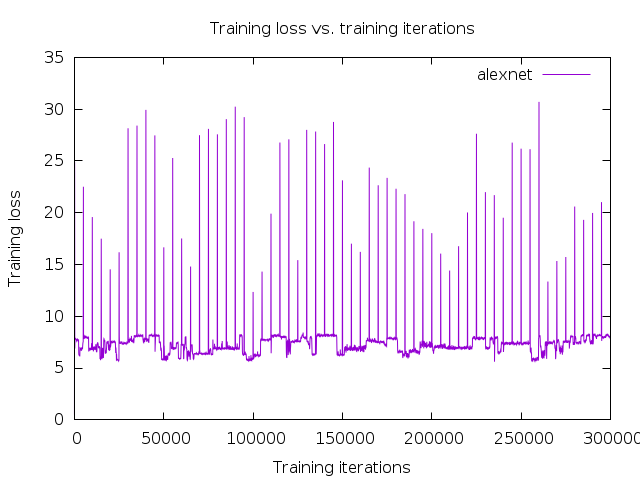 Training loss vs. training iterations
alexnet
35
30
25
20
15
10
5
0
Training loss
0 50000 100000 150000 200000 250000 300000
Training iterations